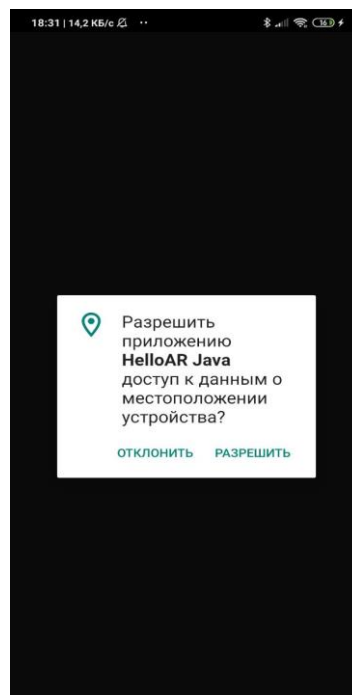 18:31 | 14,2 КБ/с
Разрешить
приложению
HelloAR Java
доступ к данным о
местоположении
устройства?
ОТКЛОНИТЬ РАЗРЕШИТЬ